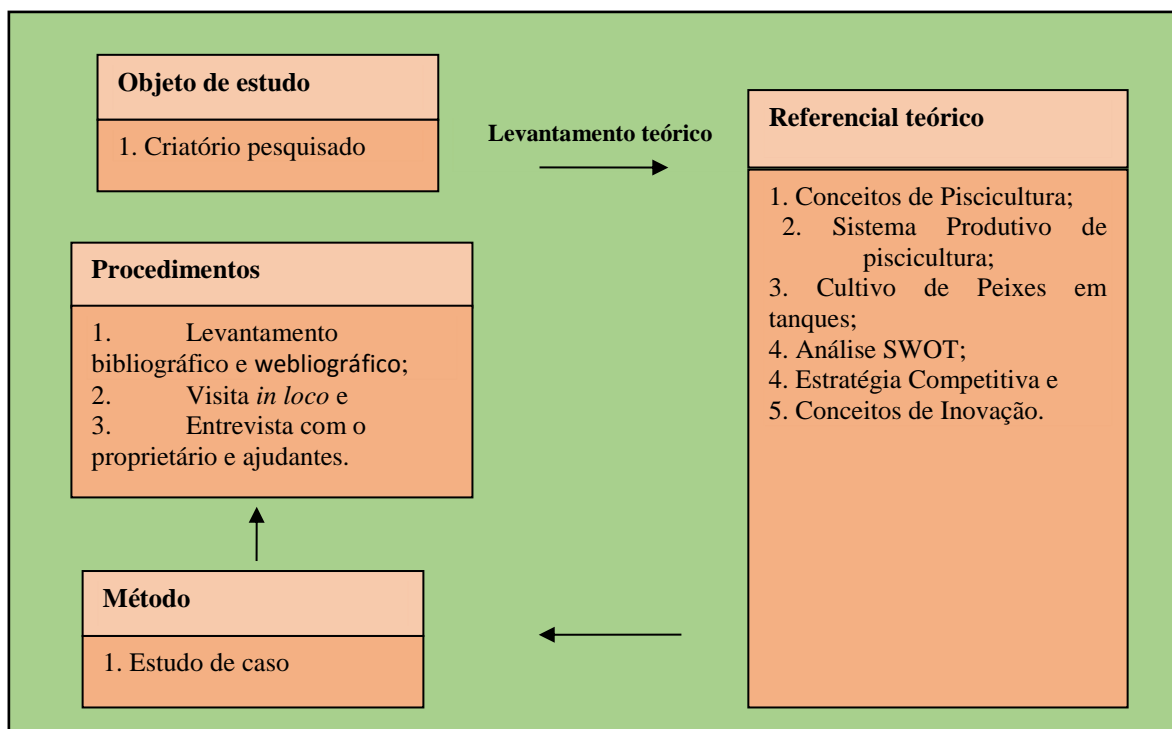 Objeto de estudo
1. Criatório pesquisado
Levantamento teórico
Referencial teórico
1. Conceitos de Piscicultura;
2. Sistema Produtivo de
piscicultura;
3. Cultivo de Peixes em
tanques;
4. Análise SWOT;
4. Estratégia Competitiva e
5. Conceitos de Inovação.
Procedimentos
1. Levantamento
bibliográfico e webliográfico;
2. Visita in loco e
3. Entrevista com o
proprietário e ajudantes.
Método
1. Estudo de caso